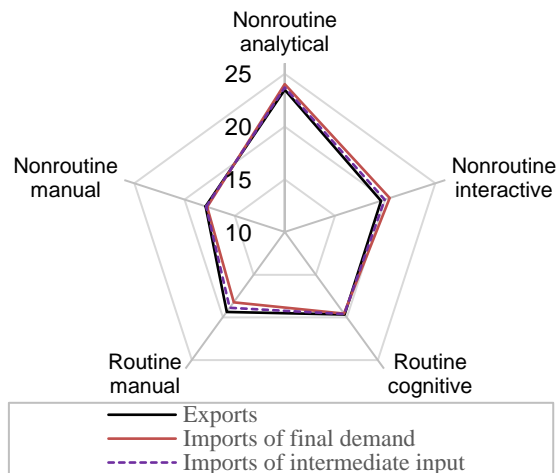 Nonroutine
analytical
25
20
15
10
Nonroutine
manual
Nonroutine
interactive
Routine
manual
Routine
cognitive
Exports
Imports of final demand
Imports of intermediate input